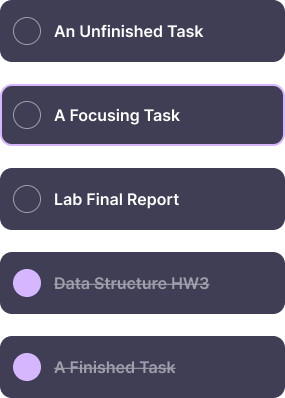 An Unfinished Task
A Focusing Task
Lab Final Report
Data Structure HW3
A Finished Task